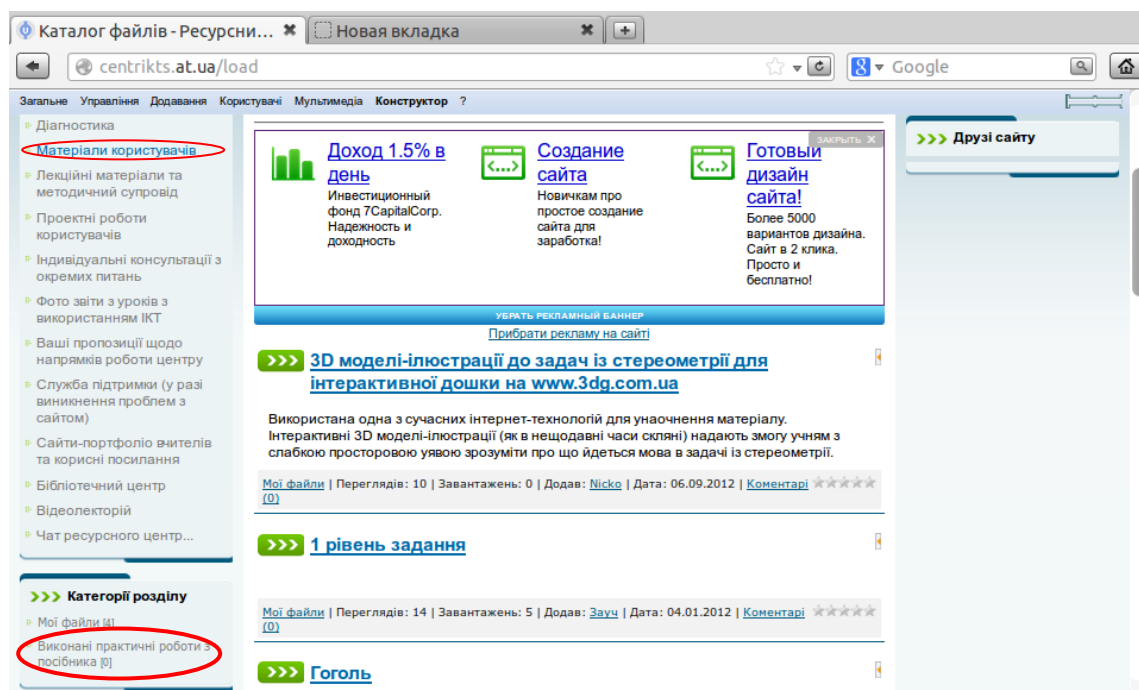 Каталог файлів - Ресурсни...
Новая вкладка
centrikts.at.ua/load
Google
Загальне Управління Додавання Користувачі Мультимедіа Конструктор ?
Діагностика
Матеріали користувачів
Лекційні матеріали та
методичний супровід
Проектні роботи
користувачів
Індивідуальні консультації з
окремих питань
Фото звіти з уроків з
використанням ІКТ
Ваші пропозиції щодо
напрямків роботи центру
Служба підтримки (у разі
виникнення проблем з
сайтом)
Сайти-портфоліо вчителів
та корисні посилання
Бібліотечний центр
Відеолекторій
Чат ресурсного центр...
>>> Категорії розділу
Мої файли [4]
Виконані практичні роботи з
посібника [0]
ЗАКРЫТЬ X
Доход 1.5% в
день
Инвестиционный
фонд 7CapitalCorp.
Надежность и
доходность
<...>
Создание
сайта
Новичкам про
простое создание
сайта для
заработка!
<...>
Готовый
дизайн
сайта!
Более 5000
вариантов дизайна.
Сайт в 2 клика.
Просто и
бесплатно!
УБРАТЬ РЕКЛАМНЫЙ БАННЕР
Прибрати рекламу на сайті
>>> 3D моделі-ілюстрації до задач із стереометрії для
інтерактивної дошки на www.3dg.com.ua
Використана одна з сучасних інтернет-технологій для унаочнення матеріалу.
Інтерактивні 3D моделі-ілюстрації (як в нещодавні часи скляні) надають змогу учням з
слабкою просторовою уявою зрозуміти про що йдеться мова в задачі із стереометрії.
Мої файли | Переглядів: 10 | Завантажень: 0 | Додав: Nicko | Дата: 06.09.2012 | Коментарі
(0)
>>> 1 рівень задання
Мої файли | Переглядів: 14 | Завантажень: 5 | Додав: Зауч | Дата: 04.01.2012 | Коментарі
(0)
>>> Гоголь
>>> Друзі сайту